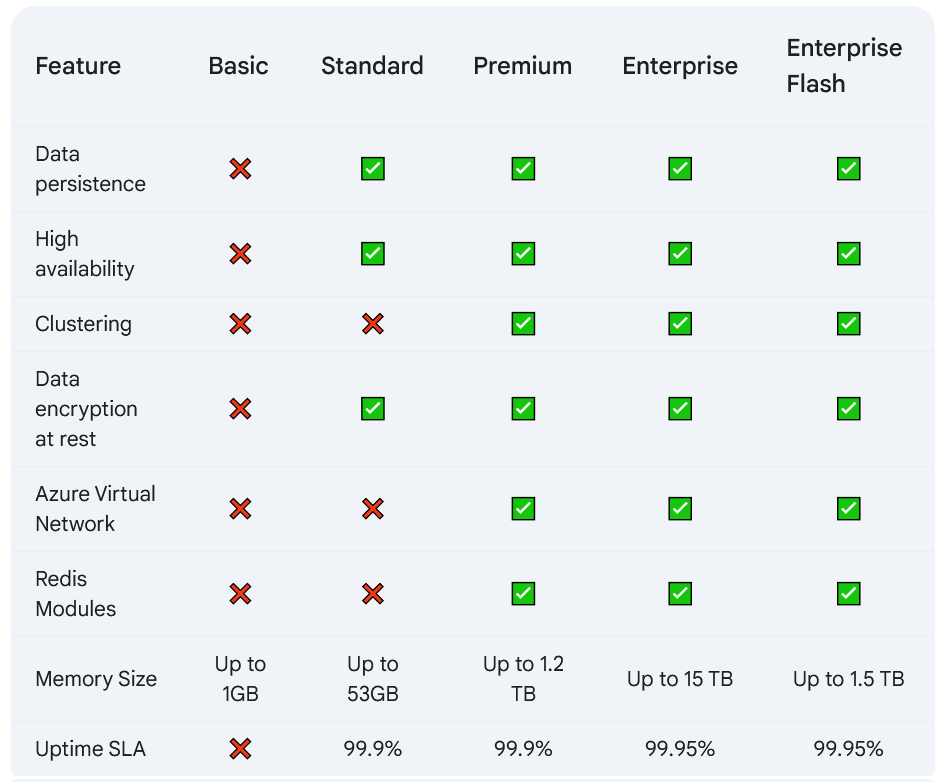 Feature Basic Standard Premium Enterprise Enterprise
Flash
Data
persistence ❌ ✅ ✅ ✅ ✅
High
availability ❌ ✅ ✅ ✅ ✅
Clustering ❌ ❌ ✅ ✅ ✅
Data
encryption
at rest ❌ ✅ ✅ ✅ ✅
Azure Virtual
Network ❌ ❌ ✅ ✅ ✅
Redis
Modules ❌ ❌ ✅ ✅ ✅
Memory Size
Up to
1GB
Up to
53GB
Up to 1.2
TB
Up to 15 TB
Up to 1.5 TB
Uptime SLA ❌ 99.9% 99.9% 99.95% 99.95%